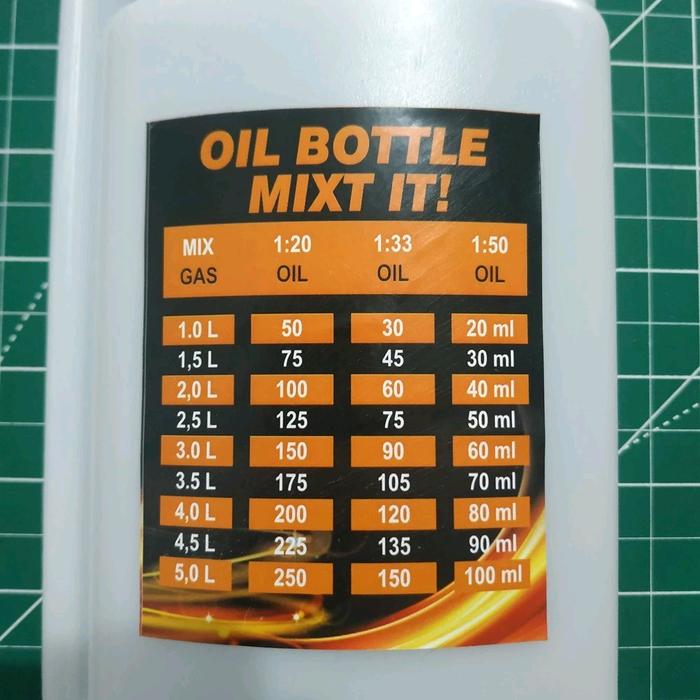 OIL BOTTLE
MIXT IT!
MIX 1:20 1:33 1:50
GAS OIL OIL OIL
1.0 L 50 30 20 ml
1,5 L 75 45 30 ml
2,0 L 100 60 40 ml
2,5 L 125 75 50 ml
3.0 L 150 90 60 ml
3.5 L 175 105 70 ml
4,0 L 200 120 80 ml
4,5 L 225 135 90 ml
5,0 L 250 150 100 ml